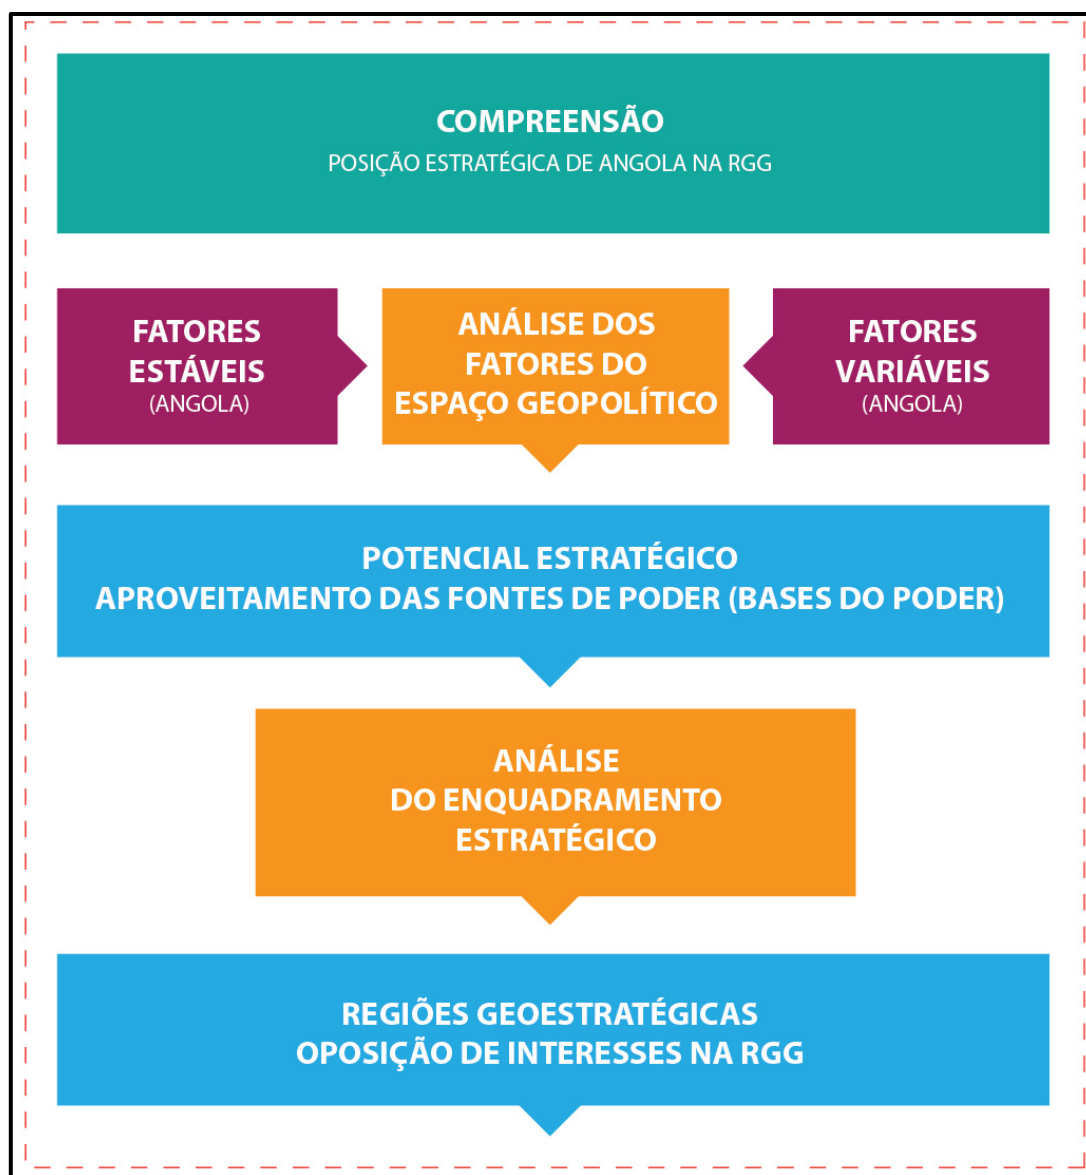 COMPREENSÃO
POSIÇÃO ESTRATÉGICA DE ANGOLA NA RGG
FATORES
ESTÁVEIS
(ANGOLA)
ANÁLISE DOS
FATORES DO
ESPAÇO GEOPOLÍTICO
FATORES
VARIÁVEIS
(ANGOLA)
POTENCIAL ESTRATÉGICO
APROVEITAMENTO DAS FONTES DE PODER (BASES DO PODER)
ANÁLISE
DO ENQUADRAMENTO
ESTRATÉGICO
REGIÕES GEOESTRATÉGICAS
OPOSIÇÃO DE INTERESES NA RGG